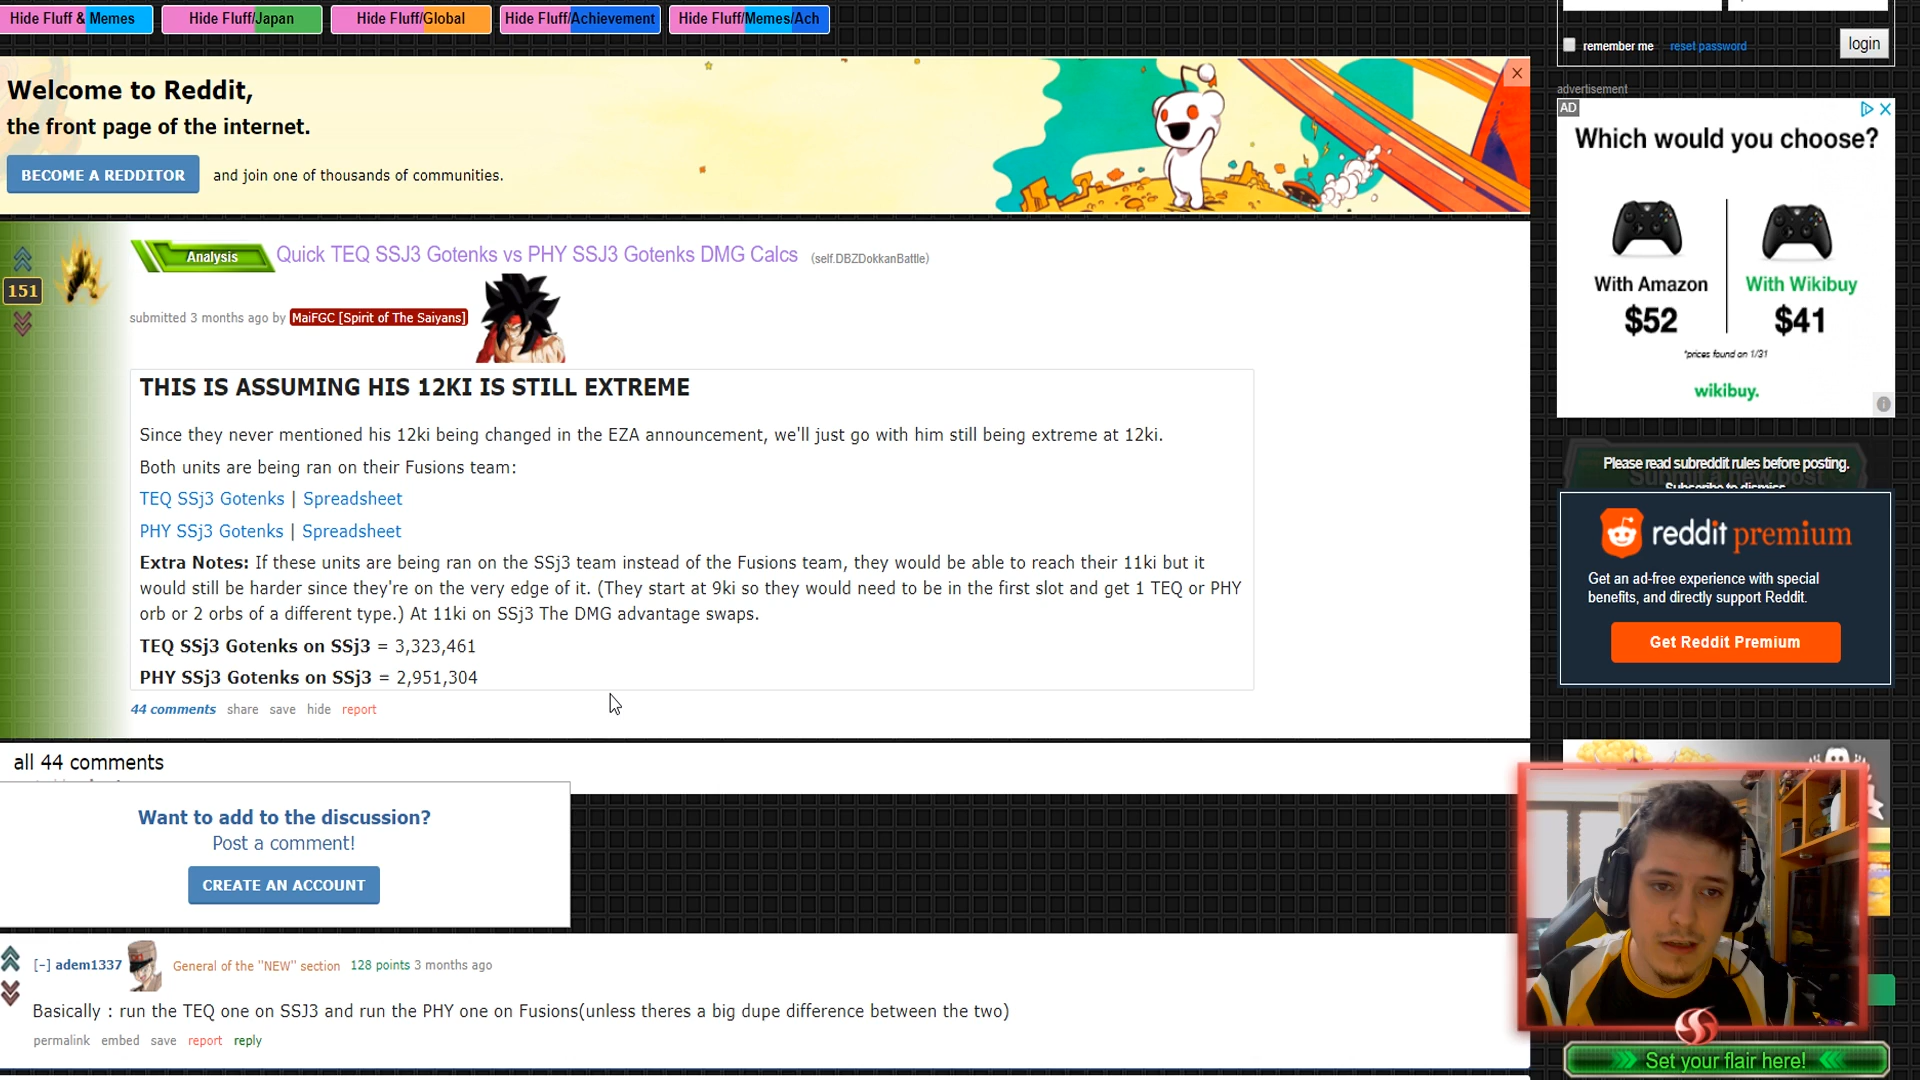 Hide Fluff & Memes
Hide Fluff/Japan
Hide Fluff/Global
Hide Fluff/Achievement
Hide Fluff/Memes/Ach
remember me
reset password
login
Welcome to Reddit,
the front page of the internet.
BECOME A REDDITOR
and join one of thousands of communities.
advertisement
AD
Which would you choose?
With Amazon
With Wikibuy
$52
$41
*prices found on 1/31
wikibuy.
Analysis
Quick TEQ SSJ3 Gotenks vs PHY SSJ3 Gotenks DMG Calcs (self.DBZDokkanBattle)
151
submitted 3 months ago by MaiFGC [Spirit of The Saiyans]
THIS IS ASSUMING HIS 12KI IS STILL EXTREME
Since they never mentioned his 12ki being changed in the EZA announcement, we'll just go with him still being extreme at 12ki.
Both units are being ran on their Fusions team:
TEQ SSj3 Gotenks | Spreadsheet
PHY SSj3 Gotenks | Spreadsheet
Extra Notes: If these units are being ran on the SSj3 team instead of the Fusions team, they would be able to reach their 11ki but it
would still be harder since they're on the very edge of it. (They start at 9ki so they would need to be in the first slot and get 1 TEQ or PHY
orb or 2 orbs of a different type.) At 11ki on SSj3 The DMG advantage swaps.
TEQ SSj3 Gotenks on SSj3 = 3,323,461
PHY SSj3 Gotenks on SSj3 = 2,951,304
44 comments share save hide report
Please read subreddit rules before posting.
Submit a new post
Subscribe to dismiss
reddit premium
Get an ad-free experience with special
benefits, and directly support Reddit.
Get Reddit Premium
all 44 comments
Want to add to the discussion?
Post a comment!
CREATE AN ACCOUNT
[-] adem1337 General of the "NEW" section 128 points 3 months ago
Basically : run the TEQ one on SSJ3 and run the PHY one on Fusions(unless theres a big dupe difference between the two)
permalink embed save report reply
Set your flair here!